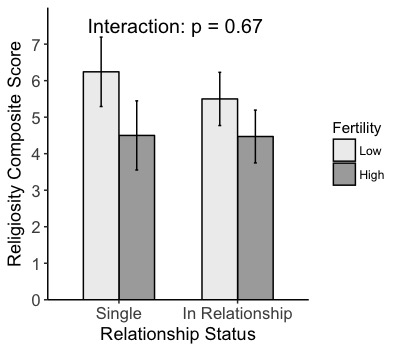 Interaction: p = 0.67
Religiosity Composite Score
7
6
5
4
3
2
1
0
Single In Relationship
Relationship Status
Fertility
Low
High